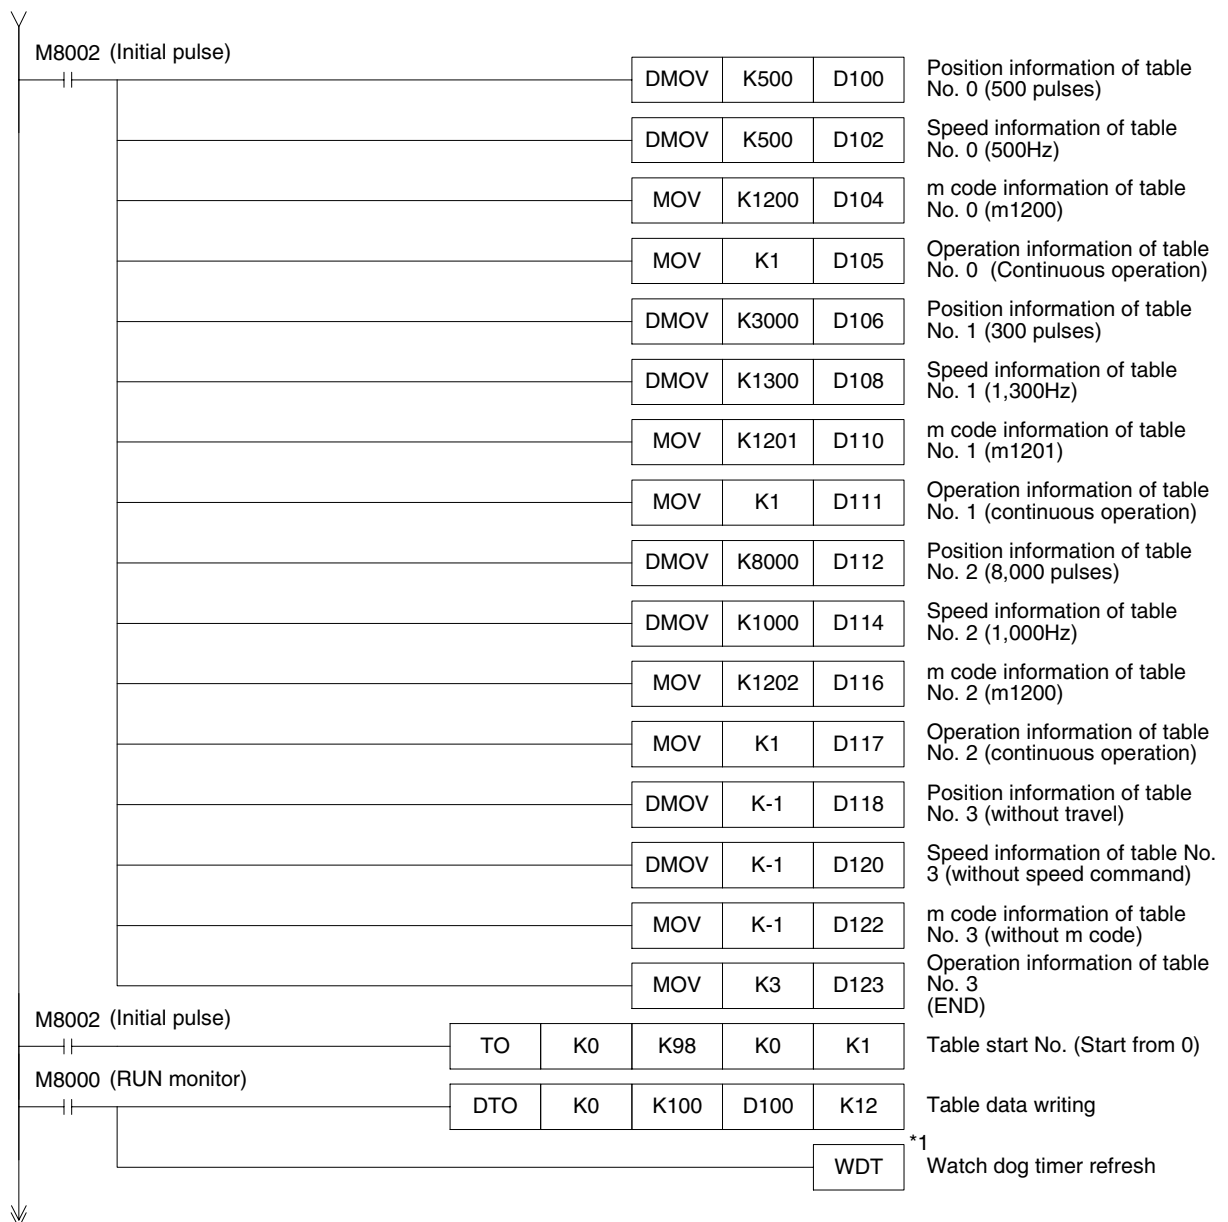 M8002 (Initial pulse)
DMOV K500 D100 Position information of table
No. 0 (500 pulses)
DMOV K500 D102 Speed information of table
No. 0 (500Hz)
MOV K1200 D104 m code information of table
No. 0 (m1200)
MOV K1 D105 Operation information of table
No. 0 (Continuous operation)
DMOV K3000 D106 Position information of table
No. 1 (300 pulses)
DMOV K1300 D108 Speed information of table
No. 1 (1,300Hz)
MOV K1201 D110 m code information of table
No. 1 (m1201)
MOV K1 D111 Operation information of table
No. 1 (continuous operation)
DMOV K8000 D112 Position information of table
No. 2 (8,000 pulses)
DMOV K1000 D114 Speed information of table
No. 2 (1,000Hz)
MOV K1202 D116 m code information of table
No. 2 (m1200)
MOV K1 D117 Operation information of table
No. 2 (continuous operation)
DMOV K-1 D118 Position information of table
No. 3 (without travel)
DMOV K-1 D120 Speed information of table No.
3 (without speed command)
MOV K-1 D122 m code information of table
No. 3 (without m code)
MOV K3 D123 Operation information of table
No. 3
(END)
M8002 (Initial pulse)
TO K0 K98 K0 K1 Table start No. (Start from 0)
M8000 (RUN monitor)
DTO K0 K100 D100 K12 Table data writing
*1
WDT Watch dog timer refresh